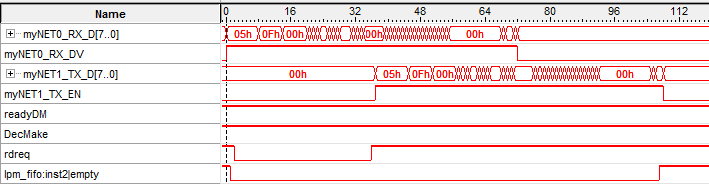 Name 0 16 32 48 64 80 96 112
myNET0_RX_D[7..0] 05h 0Fh 00h 00h 00h
myNET0_RX_DV
myNET1_TX_D[7..0] 00h 05h 0Fh 00h 00h
myNET1_TX_EN
readyDM
DecMake
rdreq
lpm_fifo:inst2|empty